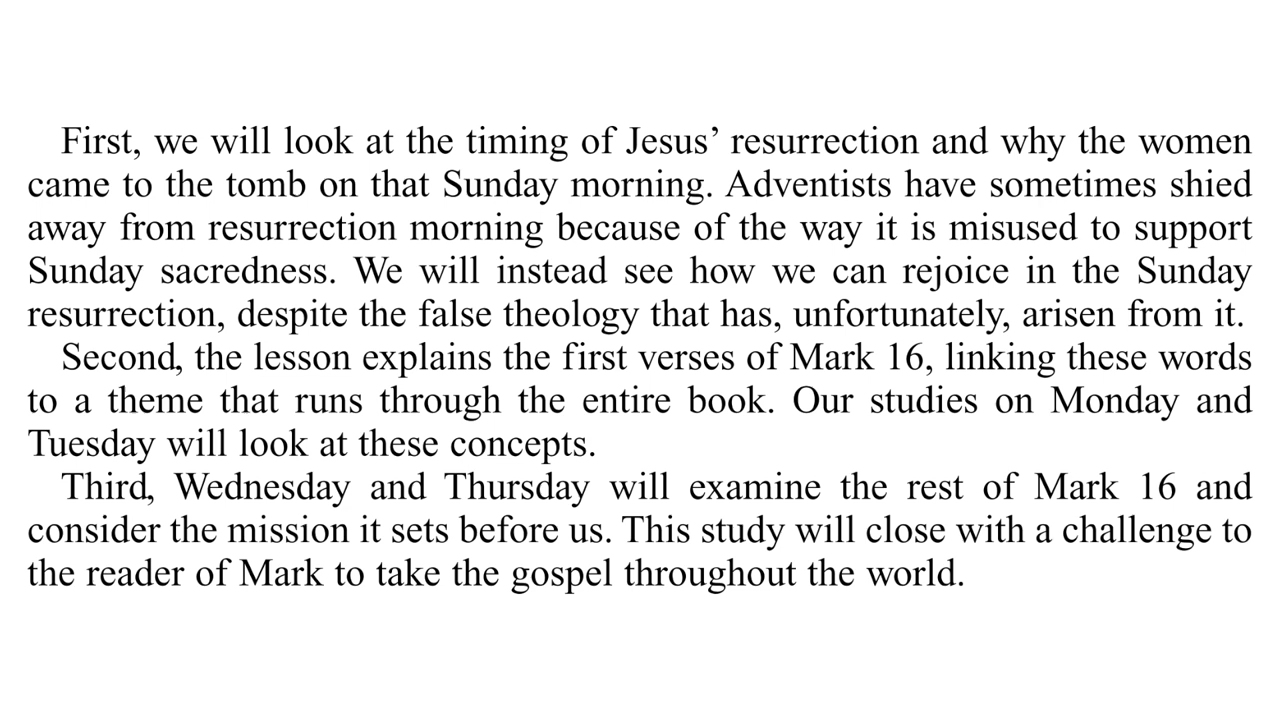 First, we will look at the timing of Jesus’ resurrection and why the women
came to the tomb on that Sunday morning. Adventists have sometimes shied
away from resurrection morning because of the way it is misused to support
Sunday sacredness. We will instead see how we can rejoice in the Sunday
resurrection, despite the false theology that has, unfortunately, arisen from it.
Second, the lesson explains the first verses of Mark 16, linking these words
to a theme that runs through the entire book. Our studies on Monday and
Tuesday will look at these concepts.
Third, Wednesday and Thursday will examine the rest of Mark 16 and
consider the mission it sets before us. This study will close with a challenge to
the reader of Mark to take the gospel throughout the world.